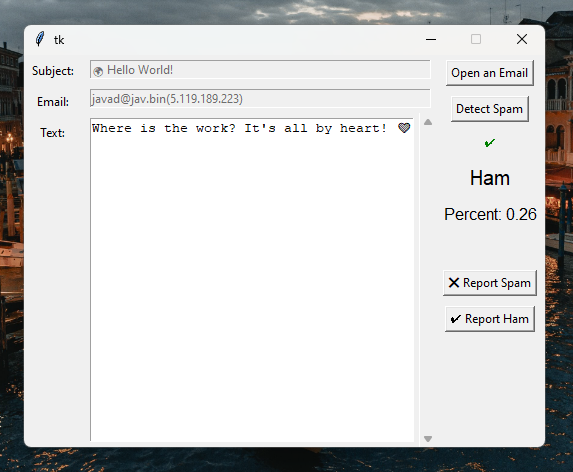 tk
Subject: 🌍 Hello World!
Open an Email
Email: javad@jav.bin(5.119.189.223)
Detect Spam
Text: Where is the work? It's all by heart! 💚
✔
Ham
Percent: 0.26
❌ Report Spam
✔ Report Ham